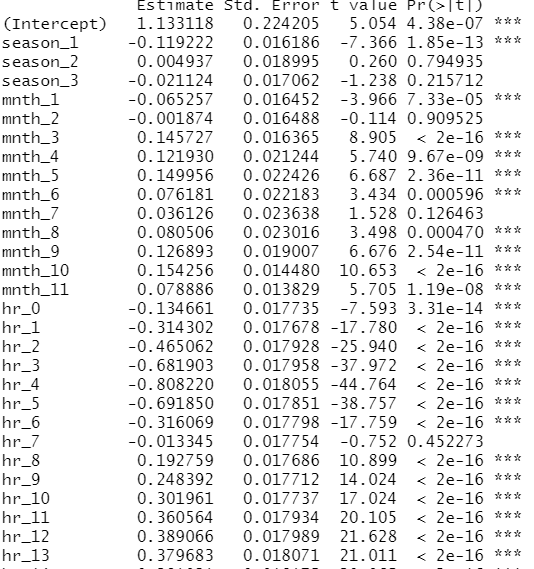 Estimate Std. Error t value Pr(>|t|)
(Intercept) 1.133118 0.224205 5.054 4.38e-07 ***
season_1 -0.119222 0.016186 -7.366 1.85e-13 ***
season_2 0.004937 0.018995 0.260 0.794935
season_3 -0.021124 0.017062 -1.238 0.215712
mnth_1 -0.065257 0.016452 -3.966 7.33e-05 ***
mnth_2 -0.001874 0.016488 -0.114 0.909525
mnth_3 0.145727 0.016365 8.905 < 2e-16 ***
mnth_4 0.121930 0.021244 5.740 9.67e-09 ***
mnth_5 0.149956 0.022426 6.687 2.36e-11 ***
mnth_6 0.076181 0.022183 3.434 0.000596 ***
mnth_7 0.036126 0.023638 1.528 0.126463
mnth_8 0.080506 0.023016 3.498 0.000470 ***
mnth_9 0.126893 0.019007 6.676 2.54e-11 ***
mnth_10 0.154256 0.014480 10.653 < 2e-16 ***
mnth_11 0.078886 0.013829 5.705 1.19e-08 ***
hr_0 -0.134661 0.017735 -7.593 3.31e-14 ***
hr_1 -0.314302 0.017678 -17.780 < 2e-16 ***
hr_2 -0.465062 0.017928 -25.940 < 2e-16 ***
hr_3 -0.681903 0.017958 -37.972 < 2e-16 ***
hr_4 -0.808220 0.018055 -44.764 < 2e-16 ***
hr_5 -0.691850 0.017851 -38.757 < 2e-16 ***
hr_6 -0.316069 0.017798 -17.759 < 2e-16 ***
hr_7 -0.013345 0.017754 -0.752 0.452273
hr_8 0.192759 0.017686 10.899 < 2e-16 ***
hr_9 0.248392 0.017712 14.024 < 2e-16 ***
hr_10 0.301961 0.017737 17.024 < 2e-16 ***
hr_11 0.360564 0.017934 20.105 < 2e-16 ***
hr_12 0.389066 0.017989 21.628 < 2e-16 ***
hr_13 0.379683 0.018071 21.011 < 2e-16 ***